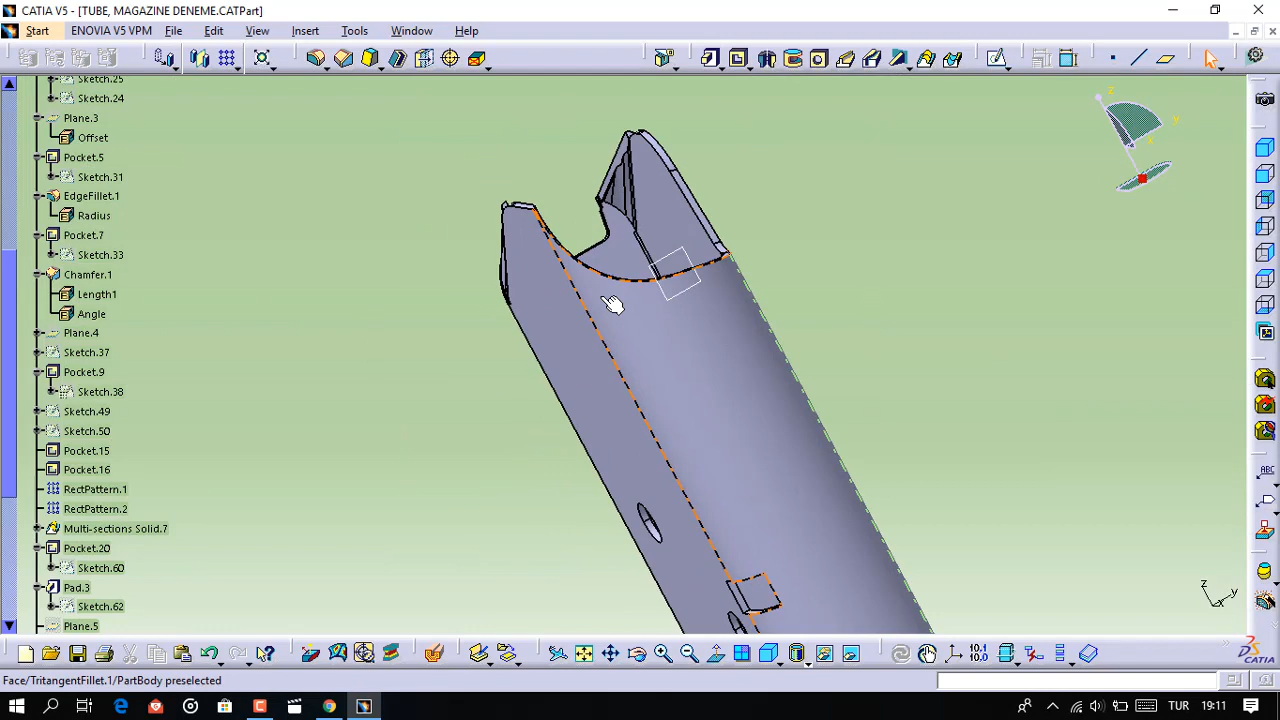 CATIA V5 - [TUBE, MAGAZINE DENEME.CATPart]
Start ENOVIA V5 VPM File Edit View Insert Tools Window Help
Sketch.25
Sketch.24
Plane.3
Offset
Pocket.5
Sketch.31
EdgeFillet.1
Radius
Pocket.7
Sketch.33
Chamfer.1
Length1
Angle
Plane.4
Sketch.37
Pocket.9
Sketch.38
Sketch.49
Sketch.50
Pocket.15
Pocket.16
RectPattern.1
RectPattern.2
Multi-sections Solid.7
Pocket.20
Sketch.60
Pad.3
Sketch.62
Plane.5
z
y
x
z
y
x
ABC
10.0
CATIA
Face/TritangentFillet.1/PartBody preselected
TUR 19:11